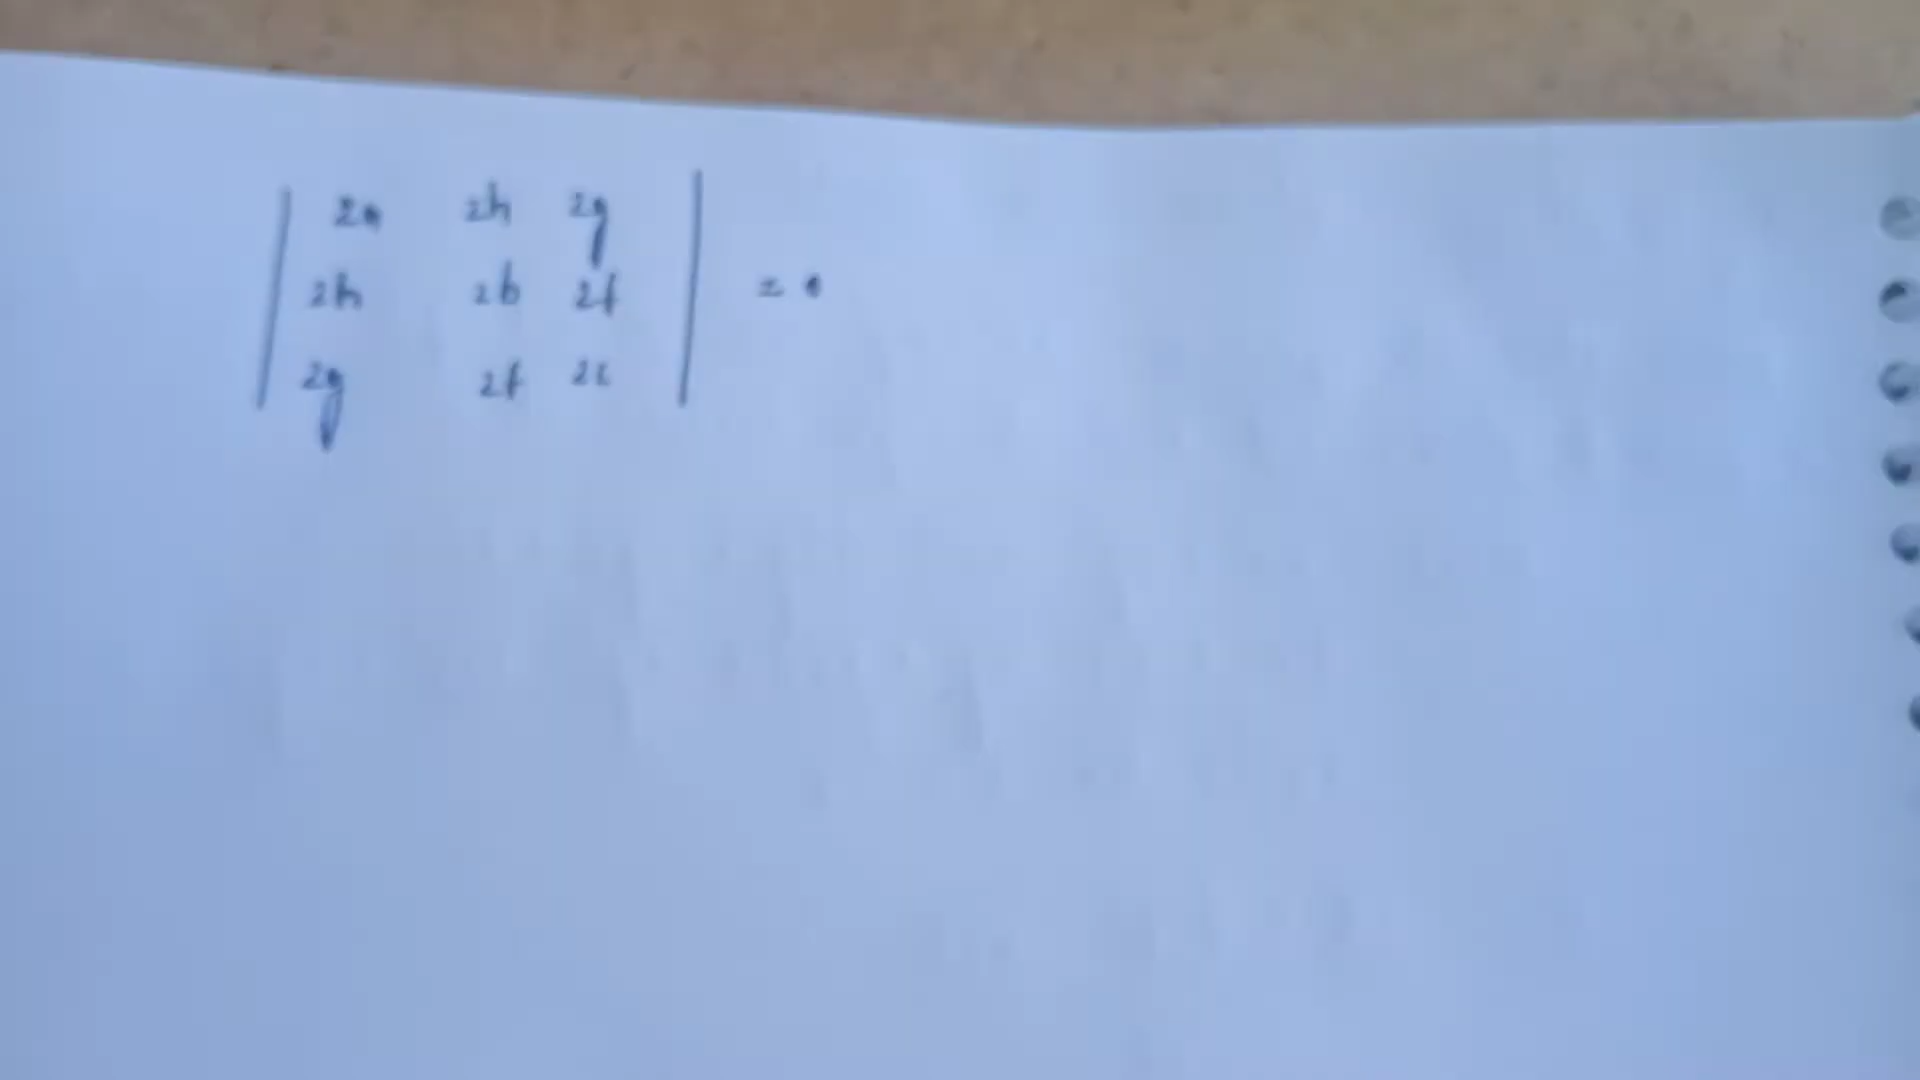 | 2a 2h 2g |
| 2h 2b 2f | = 0
| 2g 2f 2c |